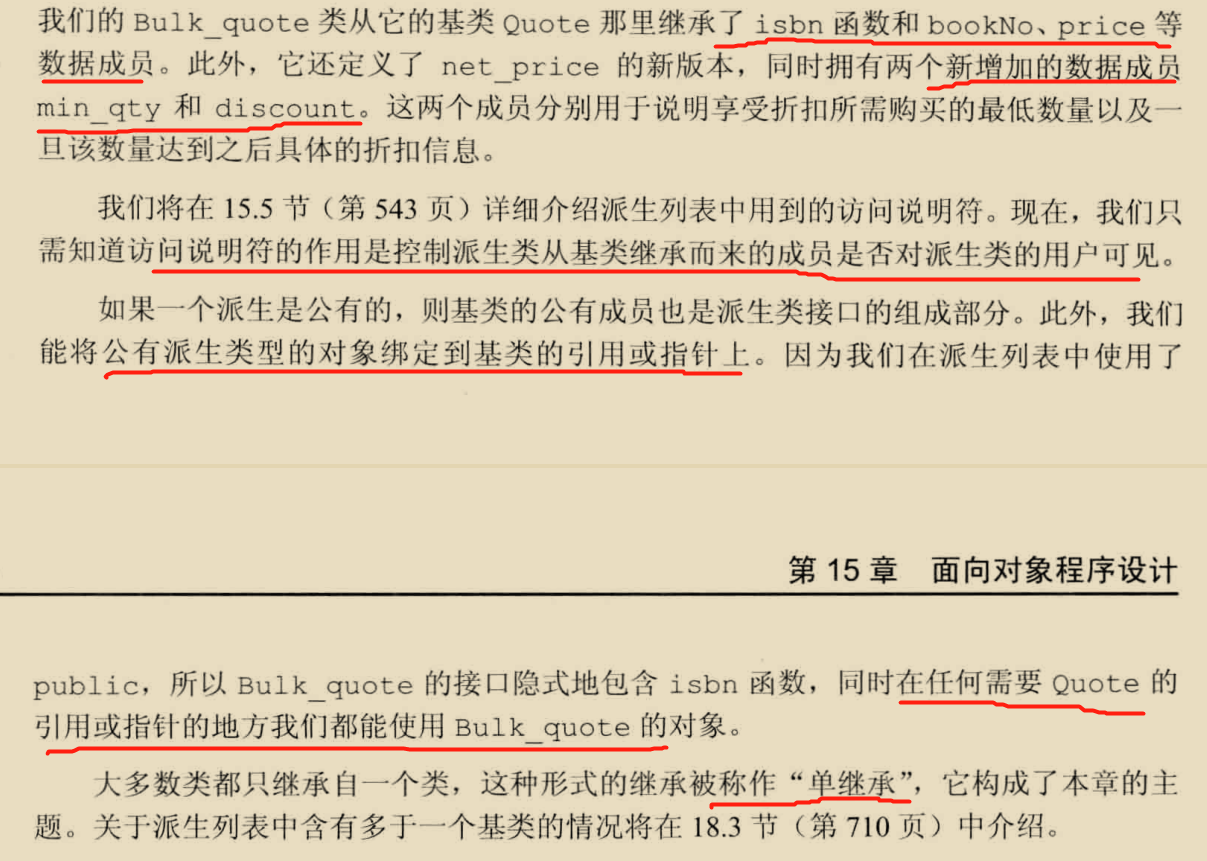 我们的 Bulk_quote 类从它的基类 Quote 那里继承了 isbn 函数和 bookNo、price 等
数据成员。此外，它还定义了 net_price 的新版本，同时拥有两个新增加的数据成员
min_qty 和 discount。这两个成员分别用于说明享受折扣所需购买的最低数量以及一
旦该数量达到之后具体的折扣信息。
我们将在 15.5 节（第 543 页）详细介绍派生列表中用到的访问说明符。现在，我们只
需知道访问说明符的作用是控制派生类从基类继承而来的成员是否对派生类的用户可见。
如果一个派生是公有的，则基类的公有成员也是派生类接口的组成部分。此外，我们
能将公有派生类型的对象绑定到基类的引用或指针上。因为我们在派生列表中使用了
第 15 章 面向对象程序设计
public，所以 Bulk_quote 的接口隐式地包含 isbn 函数，同时在任何需要 Quote 的
引用或指针的地方我们都能使用 Bulk_quote 的对象。
大多数类都只继承自一个类，这种形式的继承被称作“单继承”，它构成了本章的主
题。关于派生列表中含有多于一个基类的情况将在 18.3 节（第 710 页）中介绍。